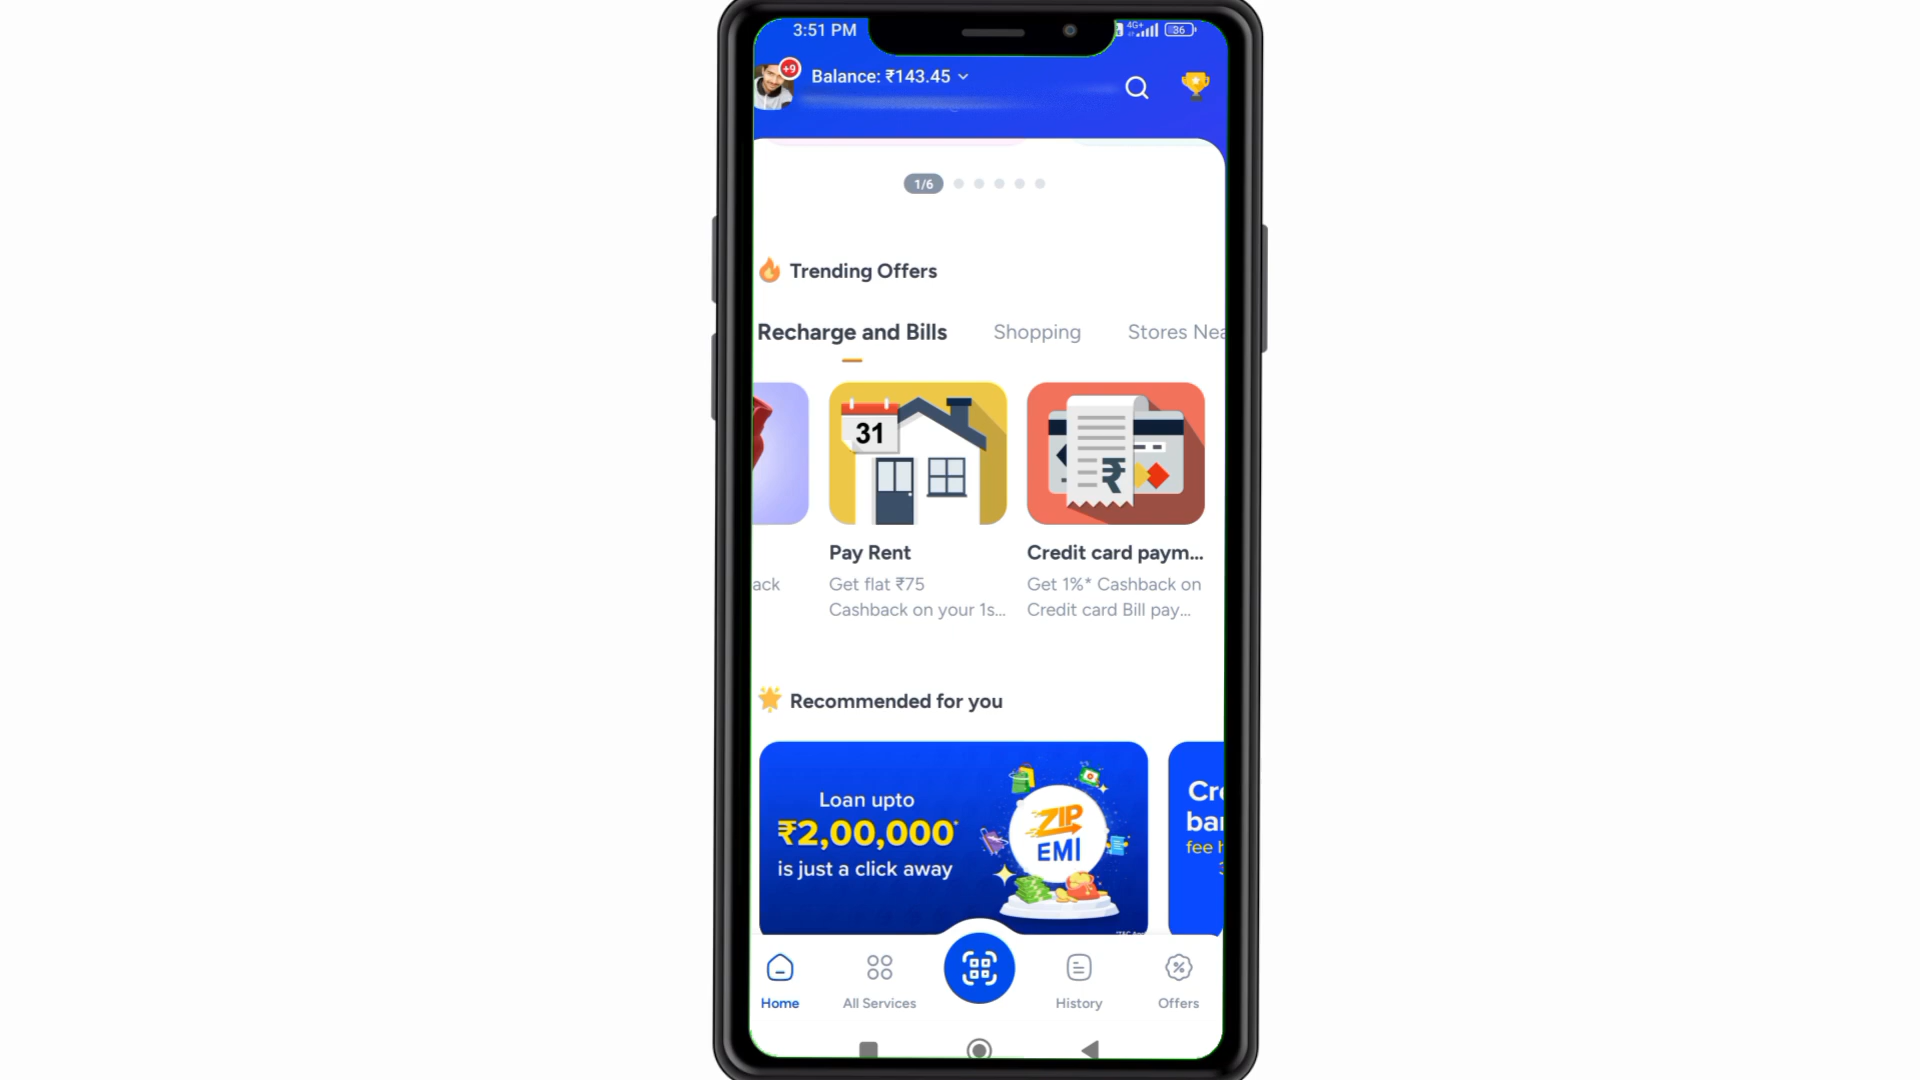 3:51 PM
4G+
36
+9
Balance: ₹143.45
1/6
Trending Offers
Recharge and Bills
Shopping
Stores Nea
31
₹
ack
Pay Rent
Get flat ₹75
Cashback on your 1s...
Credit card paym...
Get 1%* Cashback on
Credit card Bill pay...
Recommended for you
Loan upto
₹2,00,000*
is just a click away
ZIP
EMI
Cre
bar
fee
Home
All Services
History
Offers